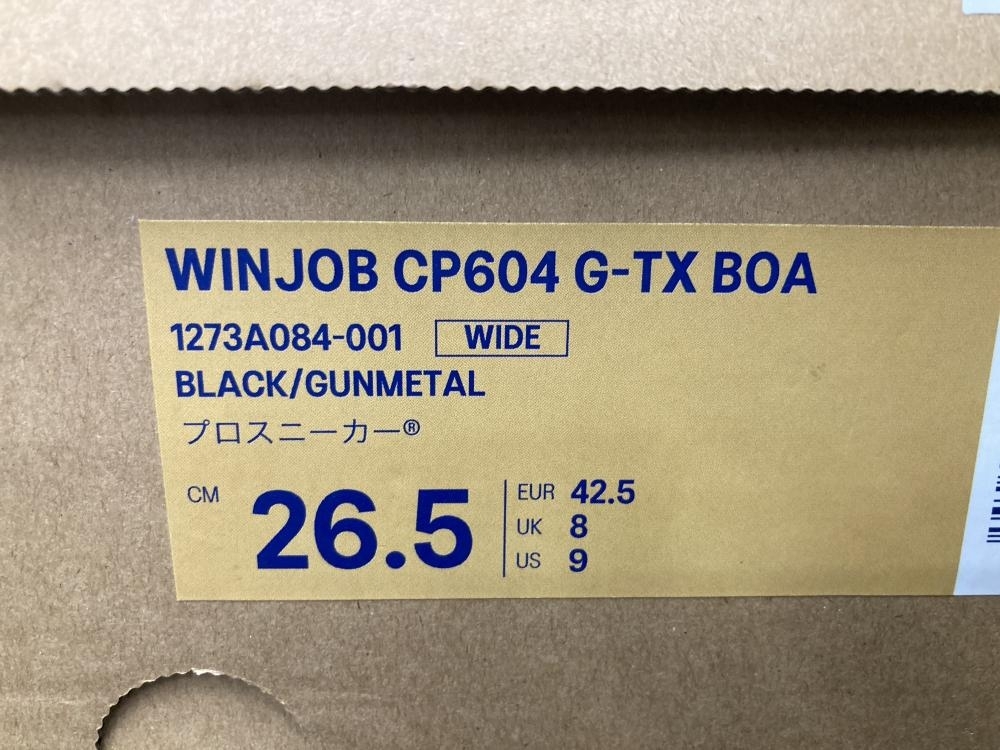 WINJOB CP604 G-TX BOA
1273A084-001 WIDE
BLACK/GUNMETAL
プロスニーカー®
CM 26.5
EUR 42.5
UK 8
US 9